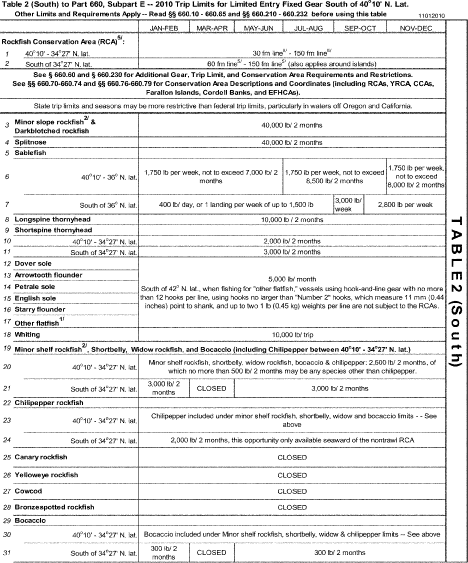 Table 2 (South) to Part 660, Subpart E -- 2010 Trip Limits for Limited Entry Fixed Gear South of 40°10' N. Lat.
Other Limits and Requirements Apply -- Read §§ 660.10 - 660.65 and §§ 660.210 - 660.232 before using this table
11012010
JAN-FEB MAR-APR MAY-JUN JUL-AUG SEP-OCT NOV-DEC
Rockfish Conservation Area (RCA)5/:
1 40°10' - 34°27' N. lat. 30 fm line5/ - 150 fm line5/
2 South of 34°27' N. lat. 60 fm line5/ - 150 fm line5/ (also applies around islands)
See § 660.60 and § 660.230 for Additional Gear, Trip Limit, and Conservation Area Requirements and Restrictions.
See §§ 660.70-660.74 and §§ 660.76-660.79 for Conservation Area Descriptions and Coordinates (including RCAs, YRCA, CCAs,
Farallon Islands, Cordell Banks, and EFHCAs).
State trip limits and seasons may be more restrictive than federal trip limits, particularly in waters off Oregon and California.
3 Minor slope rockfish2/ &
Darkblotched rockfish
40,000 lb/ 2 months
4 Splitnose 40,000 lb/ 2 months
5 Sablefish
6 40°10' - 36° N. lat.
1,750 lb per week, not to exceed 7,000 lb/ 2
months
1,750 lb per week, not to exceed
8,500 lb/ 2 months
1,750 lb per
week, not to
exceed
8,000 lb/ 2 months
7 South of 36° N. lat. 400 lb/ day, or 1 landing per week of up to 1,500 lb
3,000 lb/
week
2,800 lb per week
8 Longspine thornyhead 10,000 lb / 2 months
9 Shortspine thornyhead
10 40°10' - 34°27' N. lat. 2,000 lb/ 2 months
11 South of 34°27' N. lat. 3,000 lb/ 2 months
12 Dover sole
13 Arrowtooth flounder
14 Petrale sole
15 English sole
16 Starry flounder
17 Other flatfish1/
5,000 lb/month
South of 42° N. lat., when fishing for "other flatfish," vessels using hook-and-line gear with no more
than 12 hooks per line, using hooks no larger than "Number 2" hooks, which measure 11 mm (0.44
inches) point to shank, and up to two 1 lb (0.45 kg) weights per line are not subject to the RCAs.
18 Whiting 10,000 lb/ trip
19 Minor shelf rockfish2/, Shortbelly, Widow rockfish, and Bocaccio (including Chilipepper between 40°10' - 34°27' N. lat.)
20 40°10' - 34°27' N. lat.
Minor shelf rockfish, shortbelly, widow rockfish, bocaccio & chilipepper: 2,500 lb/ 2 months, of
which no more than 500 lb/ 2 months may be any species other than chilipepper.
21 South of 34°27' N. lat.
3,000 lb/ 2
months
CLOSED 3,000 lb/ 2 months
22 Chilipepper rockfish
23 40°10' - 34°27' N. lat.
Chilipepper included under minor shelf rockfish, shortbelly, widow and bocaccio limits - - See
above
24 South of 34°27' N. lat. 2,000 lb/ 2 months, this opportunity only available seaward of the nontrawl RCA
25 Canary rockfish CLOSED
26 Yelloweye rockfish CLOSED
27 Cowcod CLOSED
28 Bronzespotted rockfish CLOSED
29 Bocaccio
30 40°10' - 34°27' N. lat. Bocaccio included under Minor shelf rockfish, shortbelly, widow & chilipepper limits -- See above
31 South of 34°27' N. lat.
300 lb/ 2
months
CLOSED 300 lb/ 2 months
TABLE 2 (South)